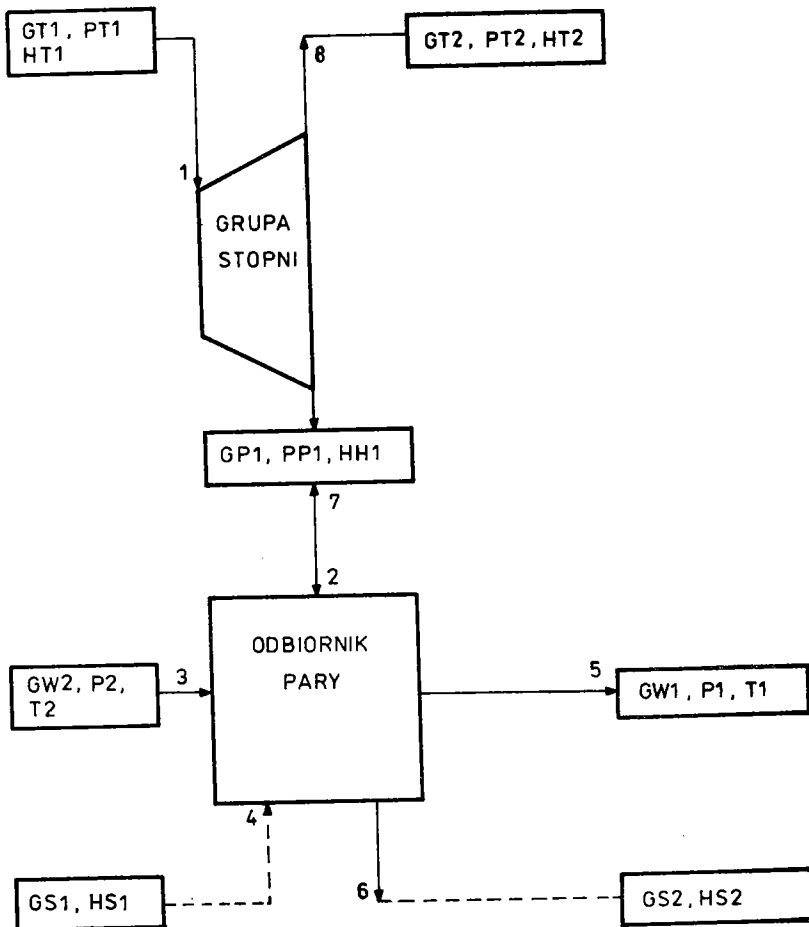 GT1, PT1
HT1
8
GT2, PT2, HT2
1
GRUPA
STOPNI
GP1, PP1, HH1
7
2
ODBIORNIK
PARY
GW2, P2,
T2
3
5
GW1, P1, T1
4
GS1, HS1
6
GS2, HS2